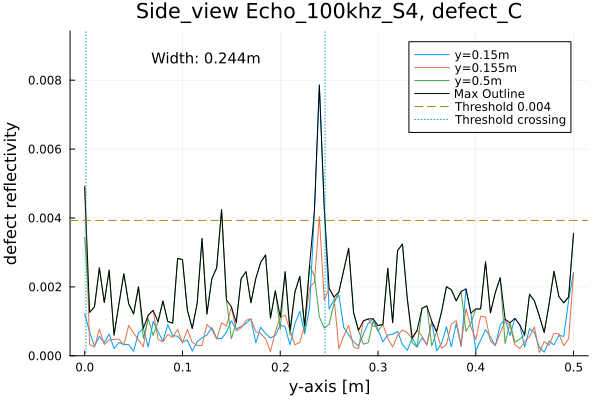 Side_view Echo_100khz_S4, defect_C
Width: 0.244m
y=0.15m
y=0.155m
y=0.5m
Max Outline
Threshold 0.004
Threshold crossing
defect reflectivity
0.008
0.006
0.004
0.002
0.000
0.0 0.1 0.2 0.3 0.4 0.5
y-axis [m]